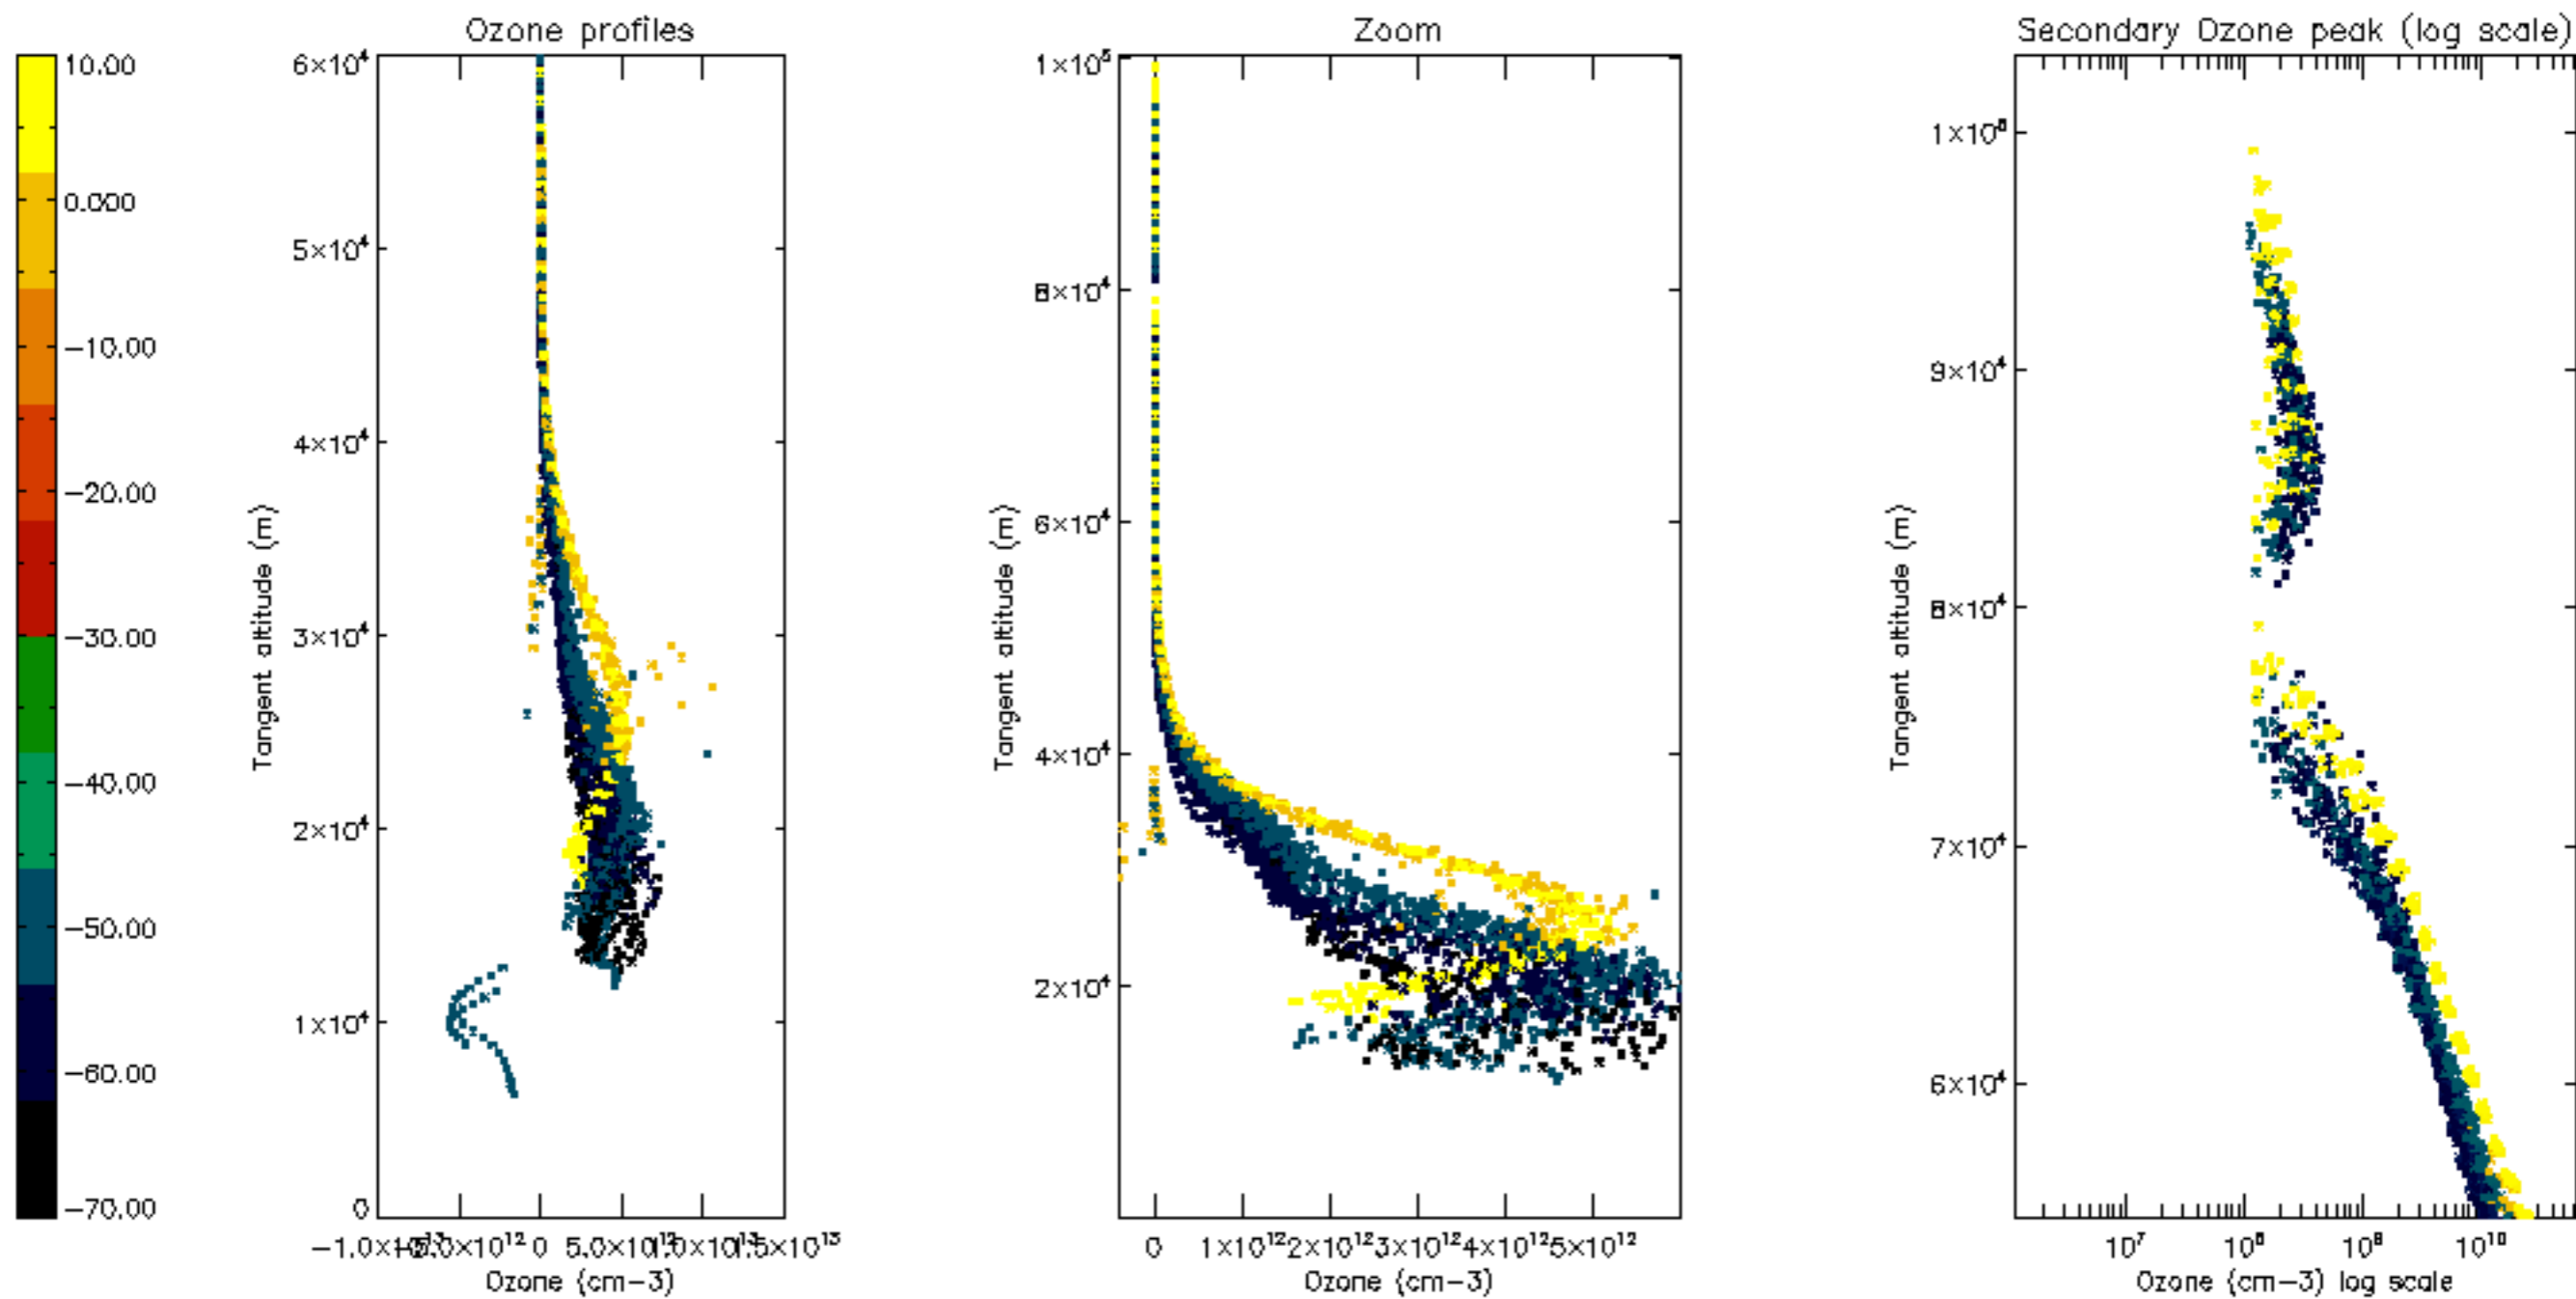 Ozone profiles
Zoom
Secondary Ozone peak (log scale)
10.00
0.000
-10.00
-20.00
-30.00
-40.00
-50.00
-60.00
-70.00
Tangent altitude (m)
6×10⁴
5×10⁴
4×10⁴
3×10⁴
2×10⁴
1×10⁴
0
0
Ozone (cm-3)
Tangent altitude (m)
1×10⁵
8×10⁴
6×10⁴
4×10⁴
2×10⁴
0 1×10¹² 2×10¹² 3×10¹² 4×10¹² 5×10¹²
Ozone (cm-3)
Tangent altitude (m)
1×10⁵
9×10⁴
8×10⁴
7×10⁴
6×10⁴
10⁷ 10⁸ 10⁹ 10¹⁰
Ozone (cm-3) log scale